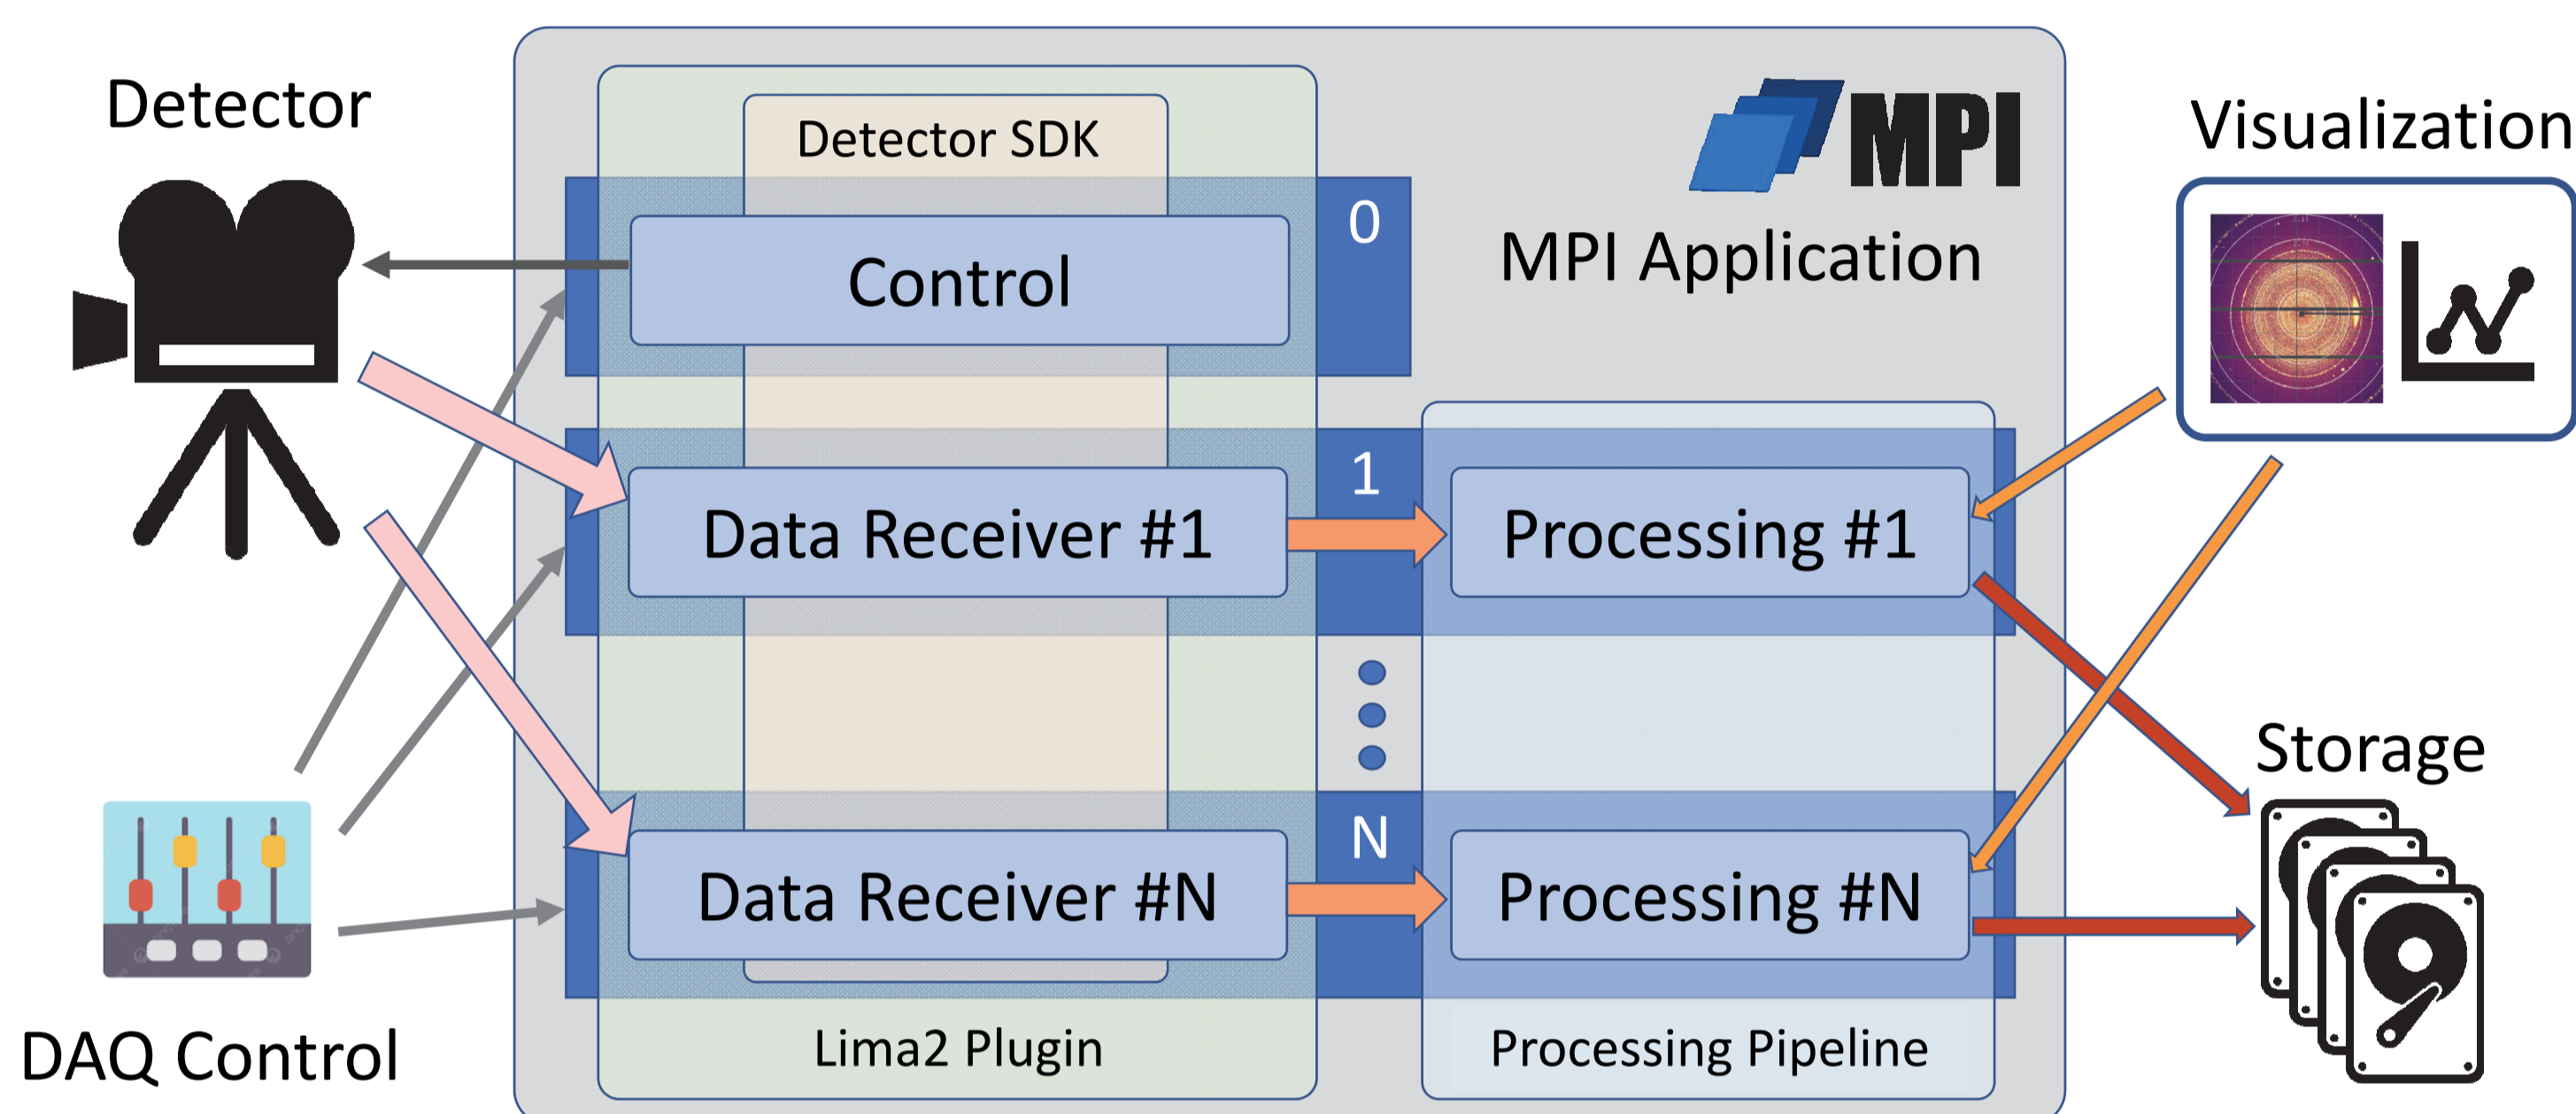 Detector
Detector SDK
MPI
Visualization
0
MPI Application
Control
1
Data Receiver #1
Processing #1
Storage
N
Data Receiver #N
Processing #N
DAQ Control
Lima2 Plugin
Processing Pipeline